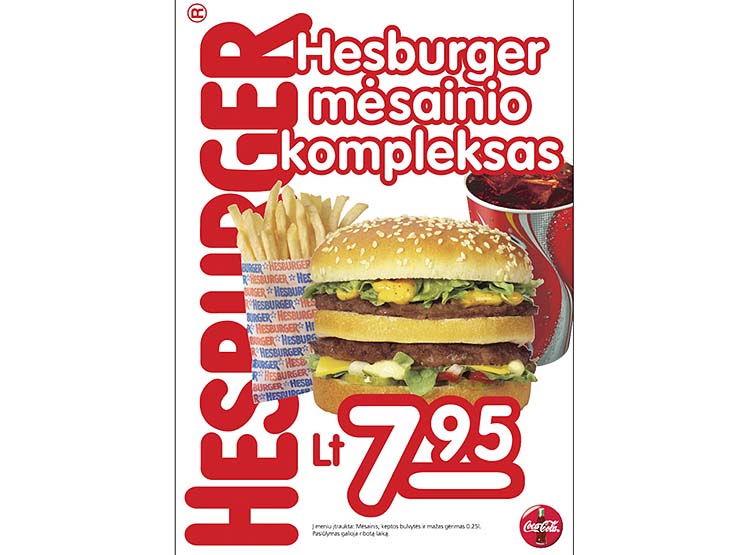 HESBURGER®
Hesburger
mėsainio
kompleksas
Lt 7 95
Į meniu įtraukta: Mėsainis, keptos bulvytės ir mažas gėrimas 0.25l.
Pasiūlymas galioja ribotą laiką.
Coca-Cola
HESBURGER